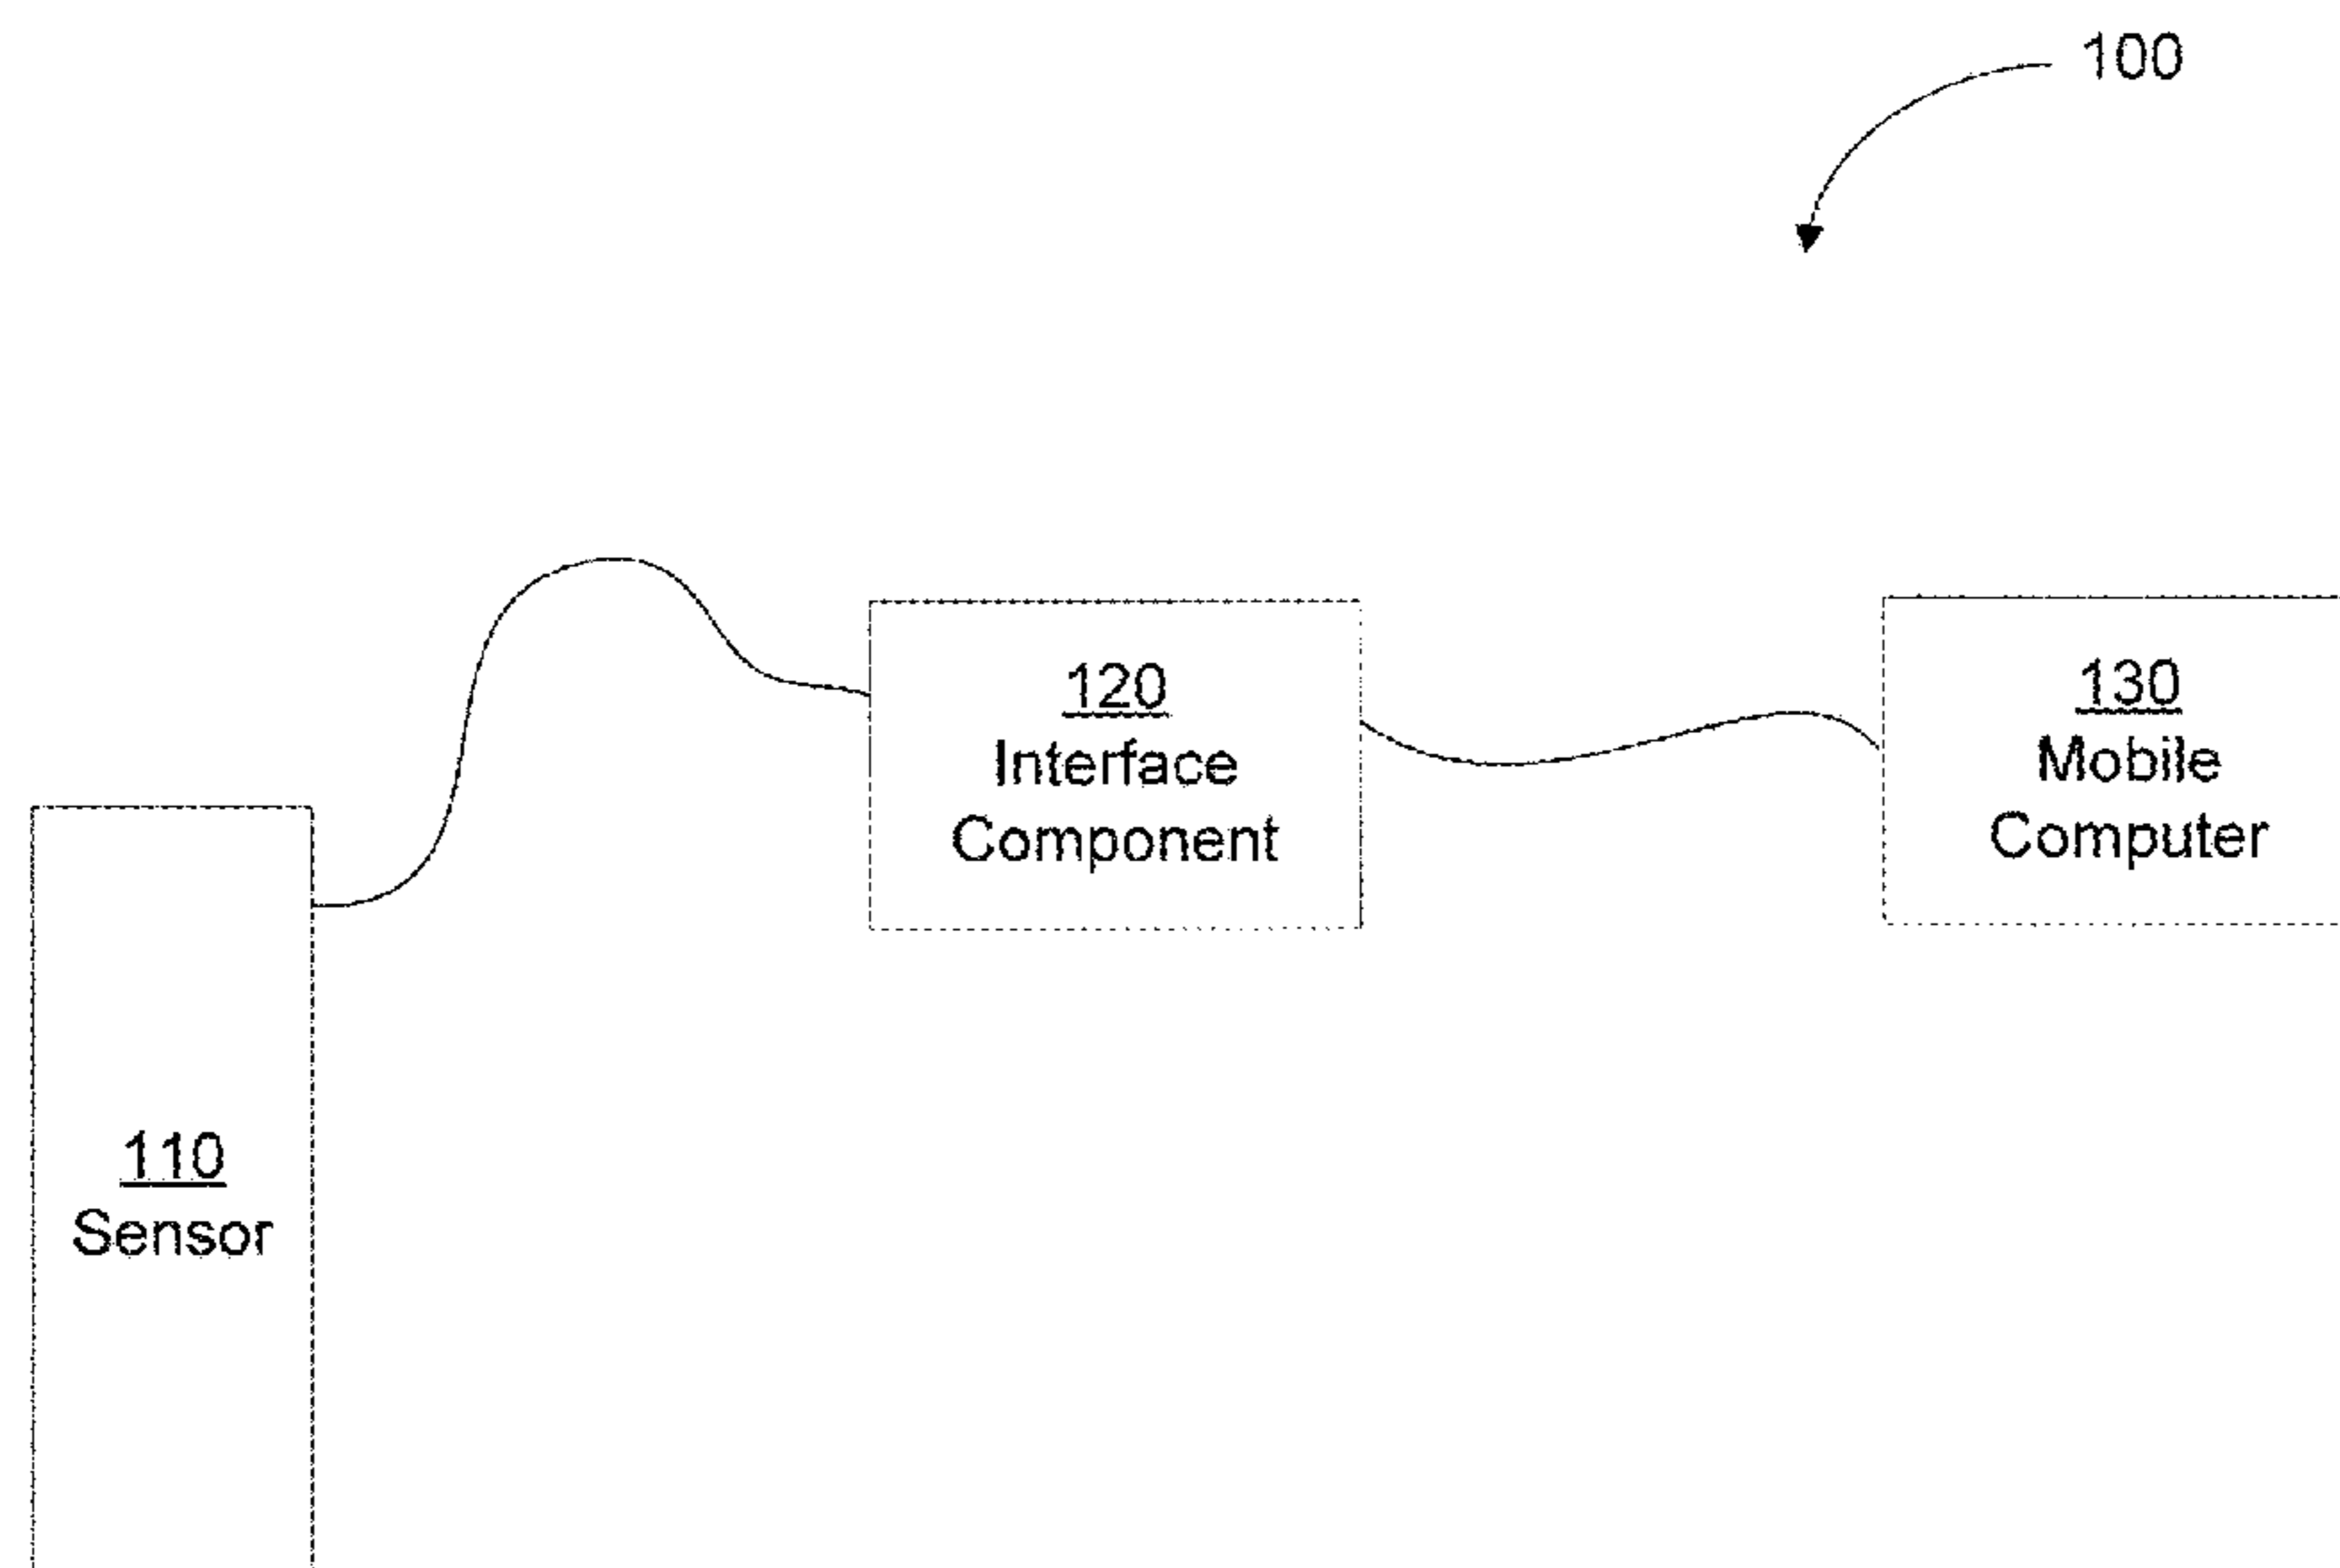 100
120
Interface
Component
130
Mobile
Computer
110
Sensor